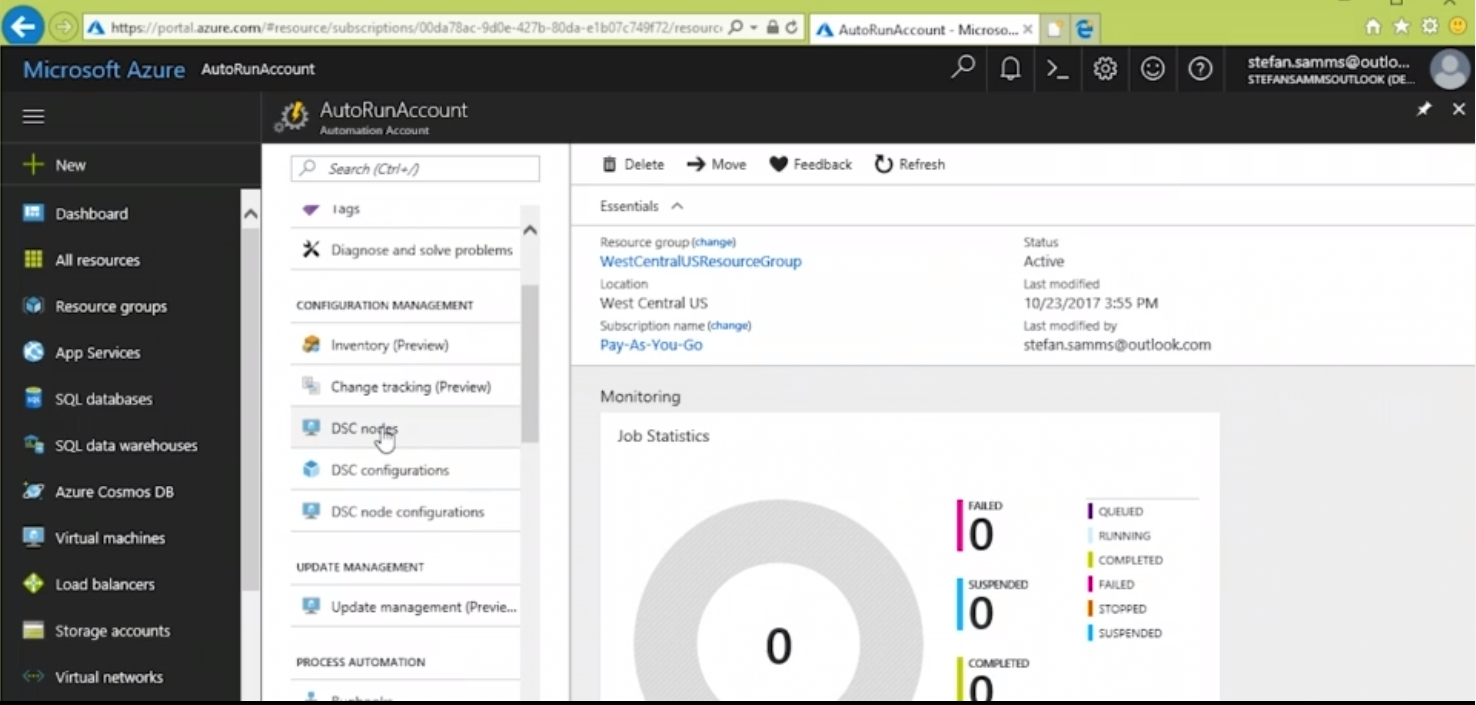 https://portal.azure.com/#resource/subscriptions/00da78ac-9d0e-427b-80da-e1b07c749f72/resourc
AutoRunAccount - Microso...
Microsoft Azure AutoRunAccount
stefan.samms@outlo...
STEFANSAMMSOUTLOOK (DE...
AutoRunAccount
Automation Account
New
Dashboard
All resources
Resource groups
App Services
SQL databases
SQL data warehouses
Azure Cosmos DB
Virtual machines
Load balancers
Storage accounts
Virtual networks
Search (Ctrl+/)
Tags
Diagnose and solve problems
CONFIGURATION MANAGEMENT
Inventory (Preview)
Change tracking (Preview)
DSC nodes
DSC configurations
DSC node configurations
UPDATE MANAGEMENT
Update management (Previe...
PROCESS AUTOMATION
Runbooks
Delete Move Feedback Refresh
Essentials
Resource group (change)
WestCentralUSResourceGroup
Location
West Central US
Subscription name (change)
Pay-As-You-Go
Status
Active
Last modified
10/23/2017 3:55 PM
Last modified by
stefan.samms@outlook.com
Monitoring
Job Statistics
0
FAILED
0
SUSPENDED
0
COMPLETED
0
QUEUED
RUNNING
COMPLETED
FAILED
STOPPED
SUSPENDED